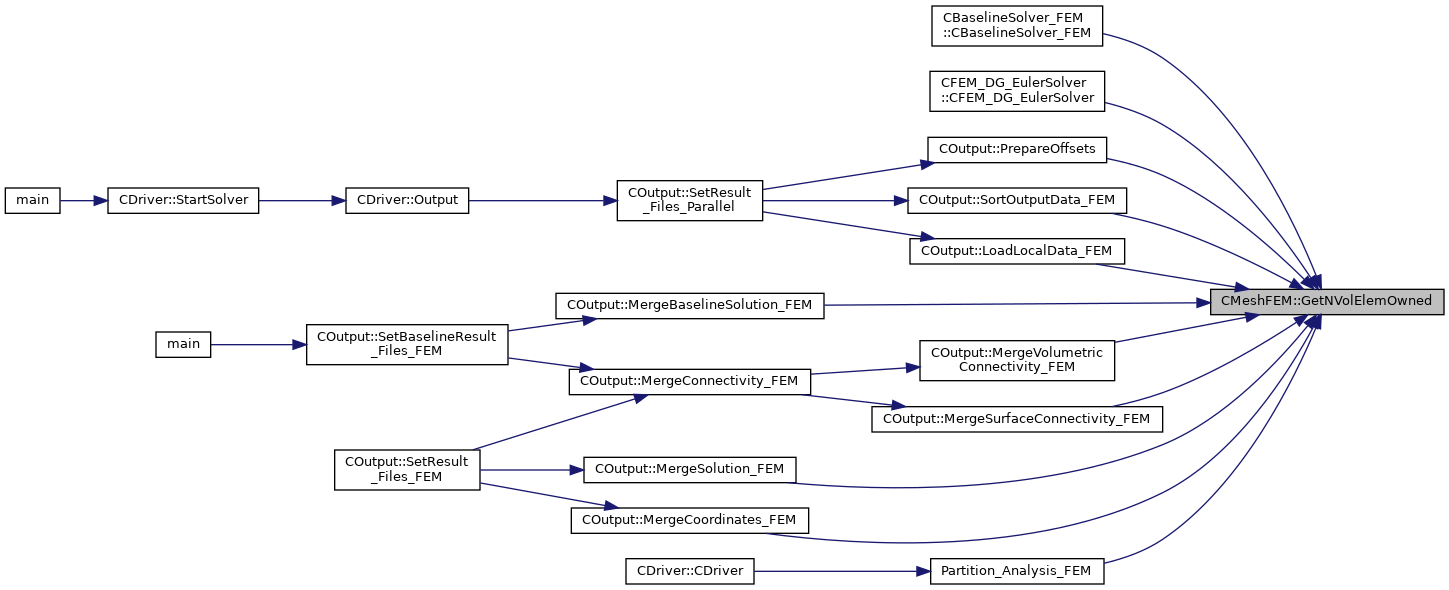 CBaselineSolver_FEM
::CBaselineSolver_FEM
CFEM_DG_EulerSolver
::CFEM_DG_EulerSolver
COutput::PrepareOffsets
main
CDriver::StartSolver
CDriver::Output
COutput::SetResult
_Files_Parallel
COutput::SortOutputData_FEM
COutput::LoadLocalData_FEM
CMeshFEM::GetNVolElemOwned
COutput::MergeBaselineSolution_FEM
main
COutput::SetBaselineResult
_Files_FEM
COutput::MergeVolumetric
Connectivity_FEM
COutput::MergeConnectivity_FEM
COutput::MergeSurfaceConnectivity_FEM
COutput::SetResult
_Files_FEM
COutput::MergeSolution_FEM
COutput::MergeCoordinates_FEM
CDriver::CDriver
Partition_Analysis_FEM